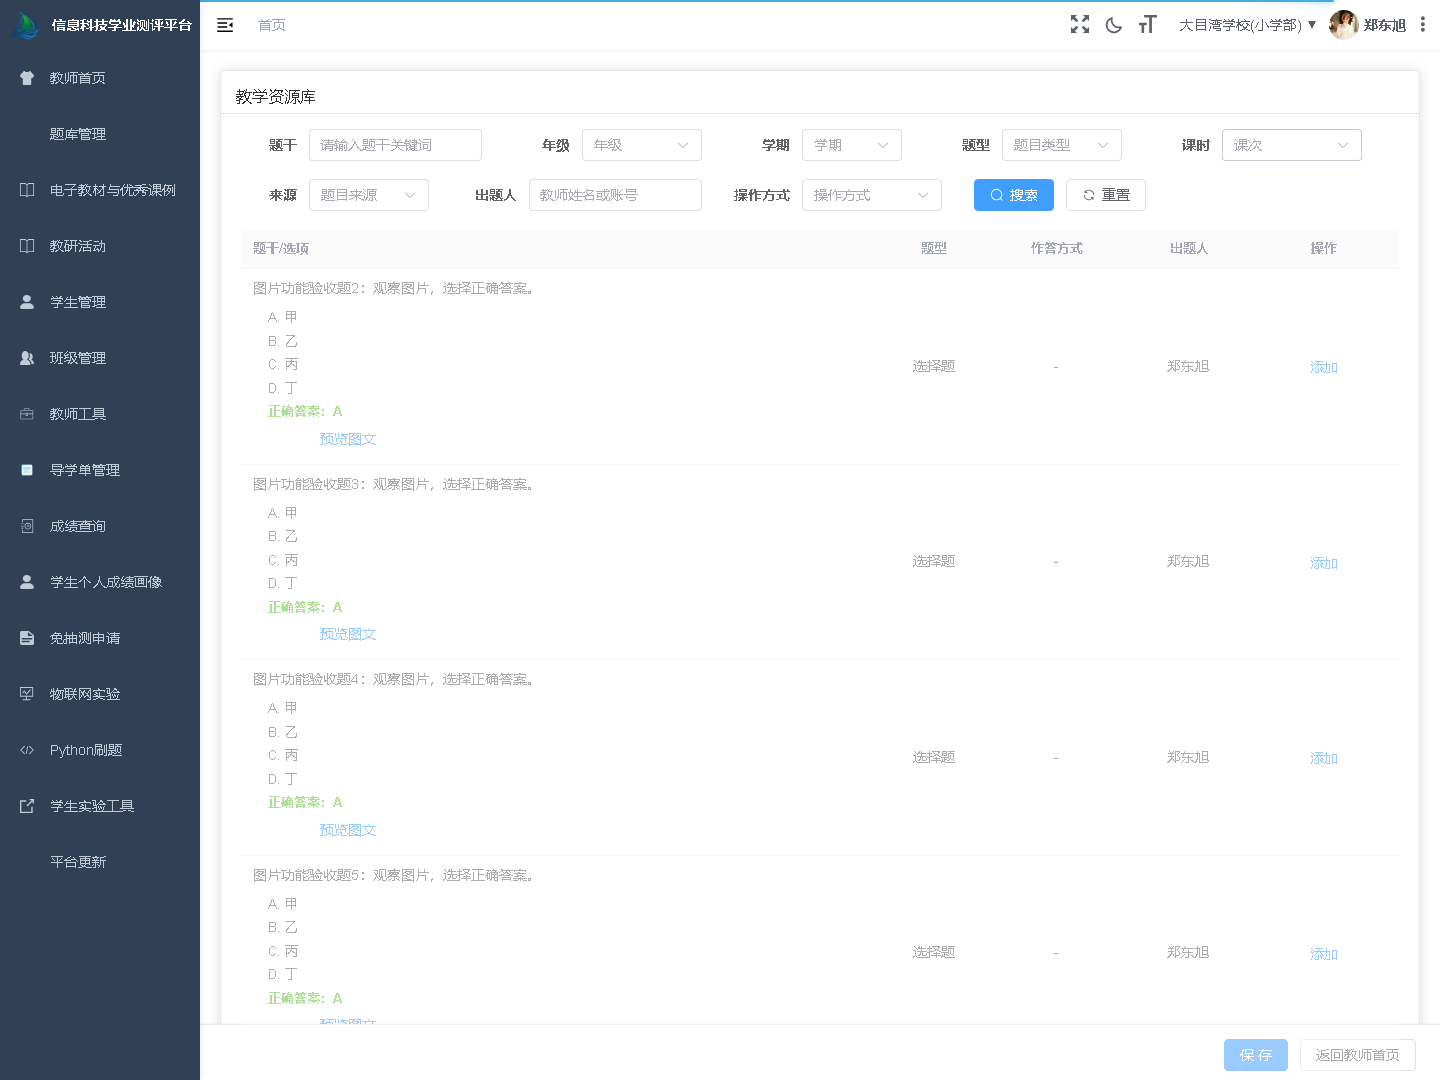 信息科技学业测评平台
首页
大目湾学校(小学部) ▼
郑东旭
教师首页
题库管理
电子教材与优秀课例
教研活动
学生管理
班级管理
教师工具
导学单管理
成绩查询
学生个人成绩画像
免抽测申请
物联网实验
Python刷题
学生实验工具
平台更新
教学资源库
题干 请输入题干关键词 年级 年级 学期 学期 题型 题目类型 课时 课次
来源 题目来源 出题人 教师姓名或账号 操作方式 操作方式 搜索 重置
题干/选项 题型 作答方式 出题人 操作
图片功能验收题2：观察图片，选择正确答案。
A. 甲
B. 乙
C. 丙
D. 丁
正确答案：A
预览图文
选择题 - 郑东旭 添加
图片功能验收题3：观察图片，选择正确答案。
A. 甲
B. 乙
C. 丙
D. 丁
正确答案：A
预览图文
选择题 - 郑东旭 添加
图片功能验收题4：观察图片，选择正确答案。
A. 甲
B. 乙
C. 丙
D. 丁
正确答案：A
预览图文
选择题 - 郑东旭 添加
图片功能验收题5：观察图片，选择正确答案。
A. 甲
B. 乙
C. 丙
D. 丁
正确答案：A
预览图文
选择题 - 郑东旭 添加
保 存 返回教师首页